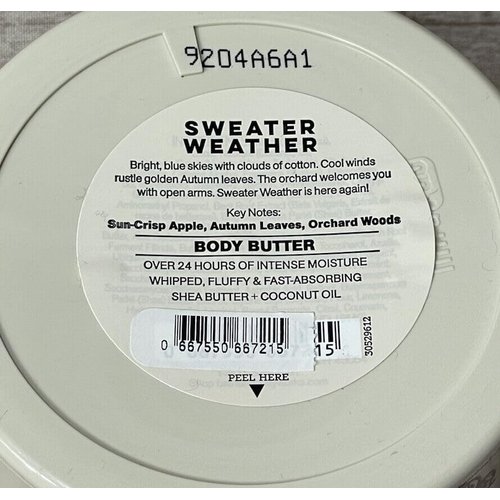 9204A6A1
SWEATER
WEATHER
Bright, blue skies with clouds of cotton. Cool winds
rustle golden Autumn leaves. The orchard welcomes you
with open arms. Sweater Weather is here again!
Key Notes:
Sun-Crisp Apple, Autumn Leaves, Orchard Woods
BODY BUTTER
OVER 24 HOURS OF INTENSE MOISTURE
WHIPPED, FLUFFY & FAST-ABSORBING
SHEA BUTTER + COCONUT OIL
0 667550 667215
15
30529612
PEEL HERE